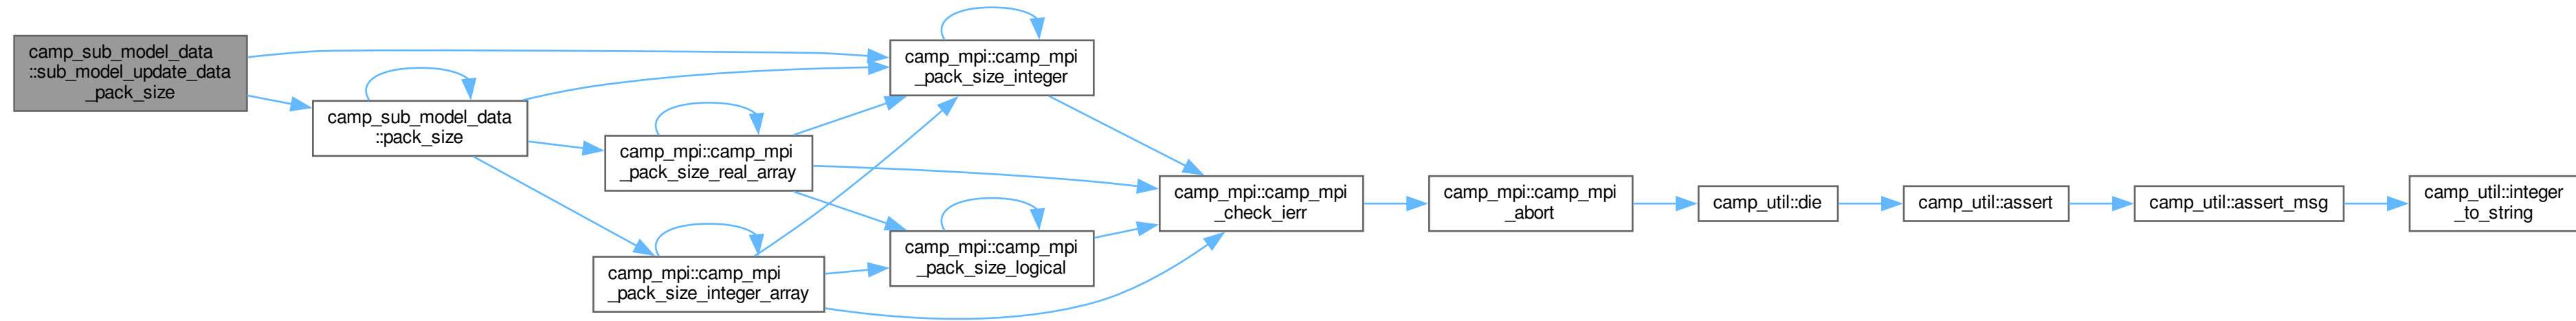 camp_sub_model_data
::sub_model_update_data
_pack_size
camp_sub_model_data
::pack_size
camp_mpi::camp_mpi
_pack_size_integer
camp_mpi::camp_mpi
_pack_size_real_array
camp_mpi::camp_mpi
_pack_size_logical
camp_mpi::camp_mpi
_pack_size_integer_array
camp_mpi::camp_mpi
_check_ierr
camp_mpi::camp_mpi
_abort
camp_util::die
camp_util::assert
camp_util::assert_msg
camp_util::integer
_to_string